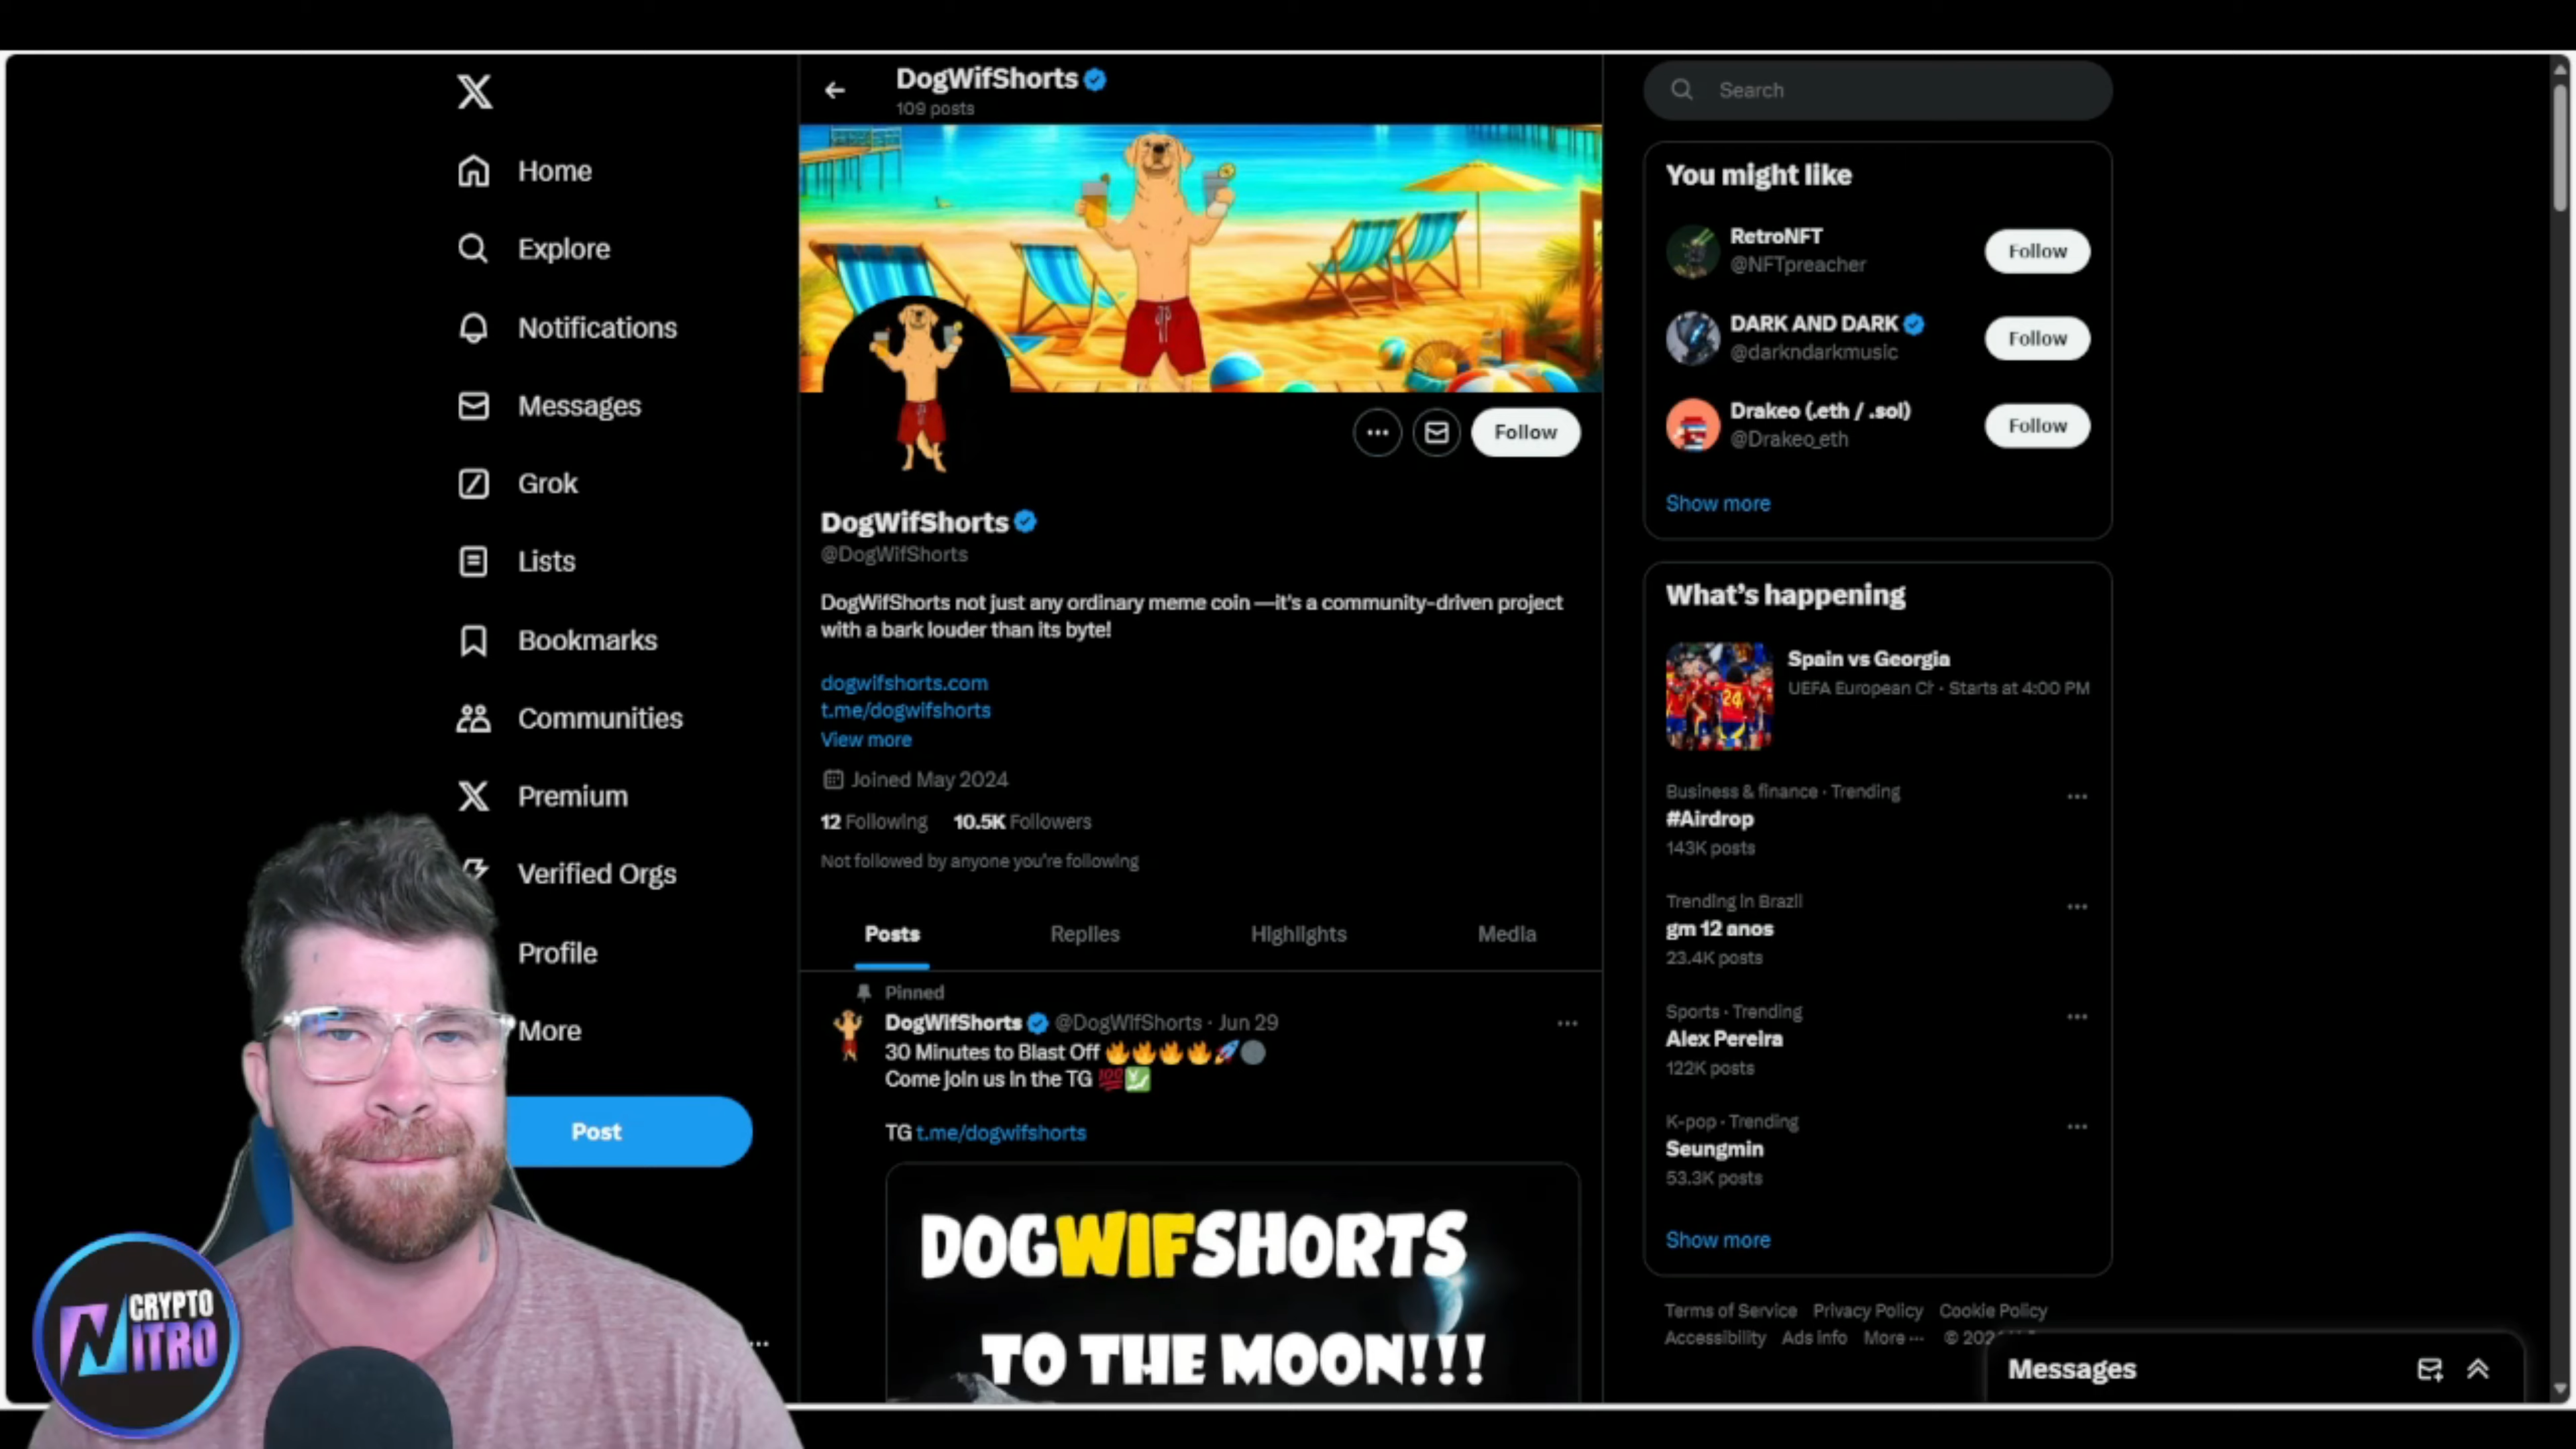 X
Home
Explore
Notifications
Messages
Grok
Lists
Bookmarks
Communities
Premium
Verified Orgs
Profile
More
Post
CRYPTO
NITRO
DogWifShorts
109 posts
Follow
DogWifShorts
@DogWifShorts
DogWifShorts not just any ordinary meme coin —it's a community-driven project
with a bark louder than its byte!
dogwifshorts.com
t.me/dogwifshorts
View more
Joined May 2024
12 Following 10.5K Followers
Not followed by anyone you're following
Posts Replies Highlights Media
Pinned
DogWifShorts @DogWifShorts · Jun 29
30 Minutes to Blast Off 🔥🔥🔥🔥🚀🌑
Come join us in the TG 💯💹
TG t.me/dogwifshorts
DOGWIFSHORTS
TO THE MOON!!!
Search
You might like
RetroNFT
@NFTpreacher
Follow
DARK AND DARK
@darkndarkmusic
Follow
Drakeo (.eth / .sol)
@Drakeo_eth
Follow
Show more
What's happening
Spain vs Georgia
UEFA European · Starts at 4:00 PM
24
Business & finance · Trending
#Airdrop
143K posts
Trending in Brazil
gm 12 anos
23.4K posts
Sports · Trending
Alex Pereira
122K posts
K-pop · Trending
Seungmin
53.3K posts
Show more
Terms of Service Privacy Policy Cookie Policy
Accessibility Ads info More ··· ©
Messages